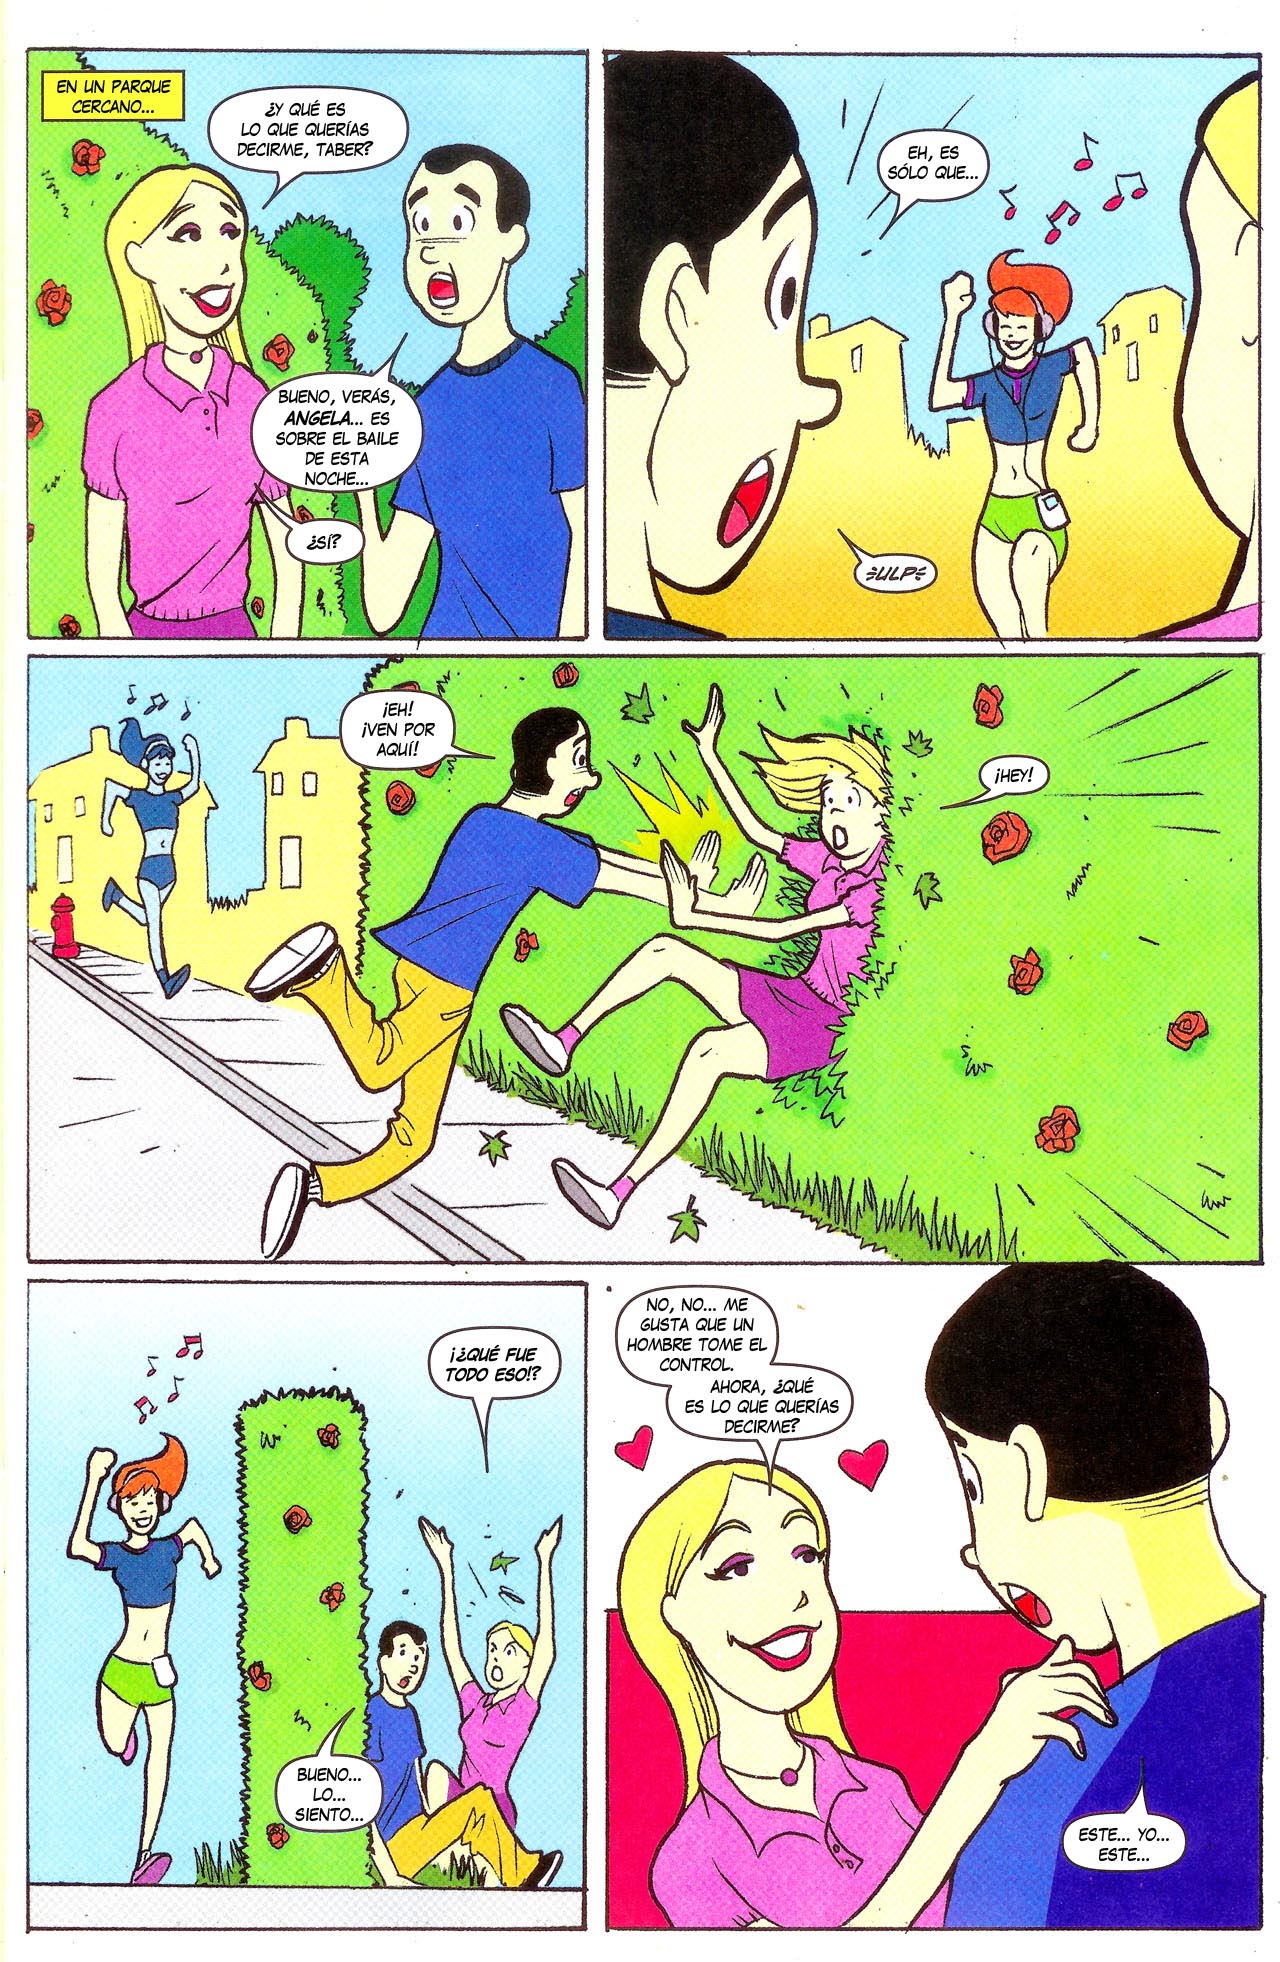 EN UN PARQUE
CERCANO...
¿Y QUÉ ES
LO QUE QUERÍAS
DECIRME, TABER?
BUENO, VERÁS,
ANGELA... ES
SOBRE EL BAILE
DE ESTA
NOCHE...
¿SÍ?
EH, ES
SÓLO QUE...
ULP
¡EH!
¡VEN POR
AQUÍ!
¡HEY!
¡¿QUÉ FUE
TODO ESO!?
BUENO...
LO...
SIENTO...
NO, NO... ME
GUSTA QUE UN
HOMBRE TOME EL
CONTROL.
AHORA, ¿QUÉ
ES LO QUE QUERÍAS
DECIRME?
ESTE... YO...
ESTE...